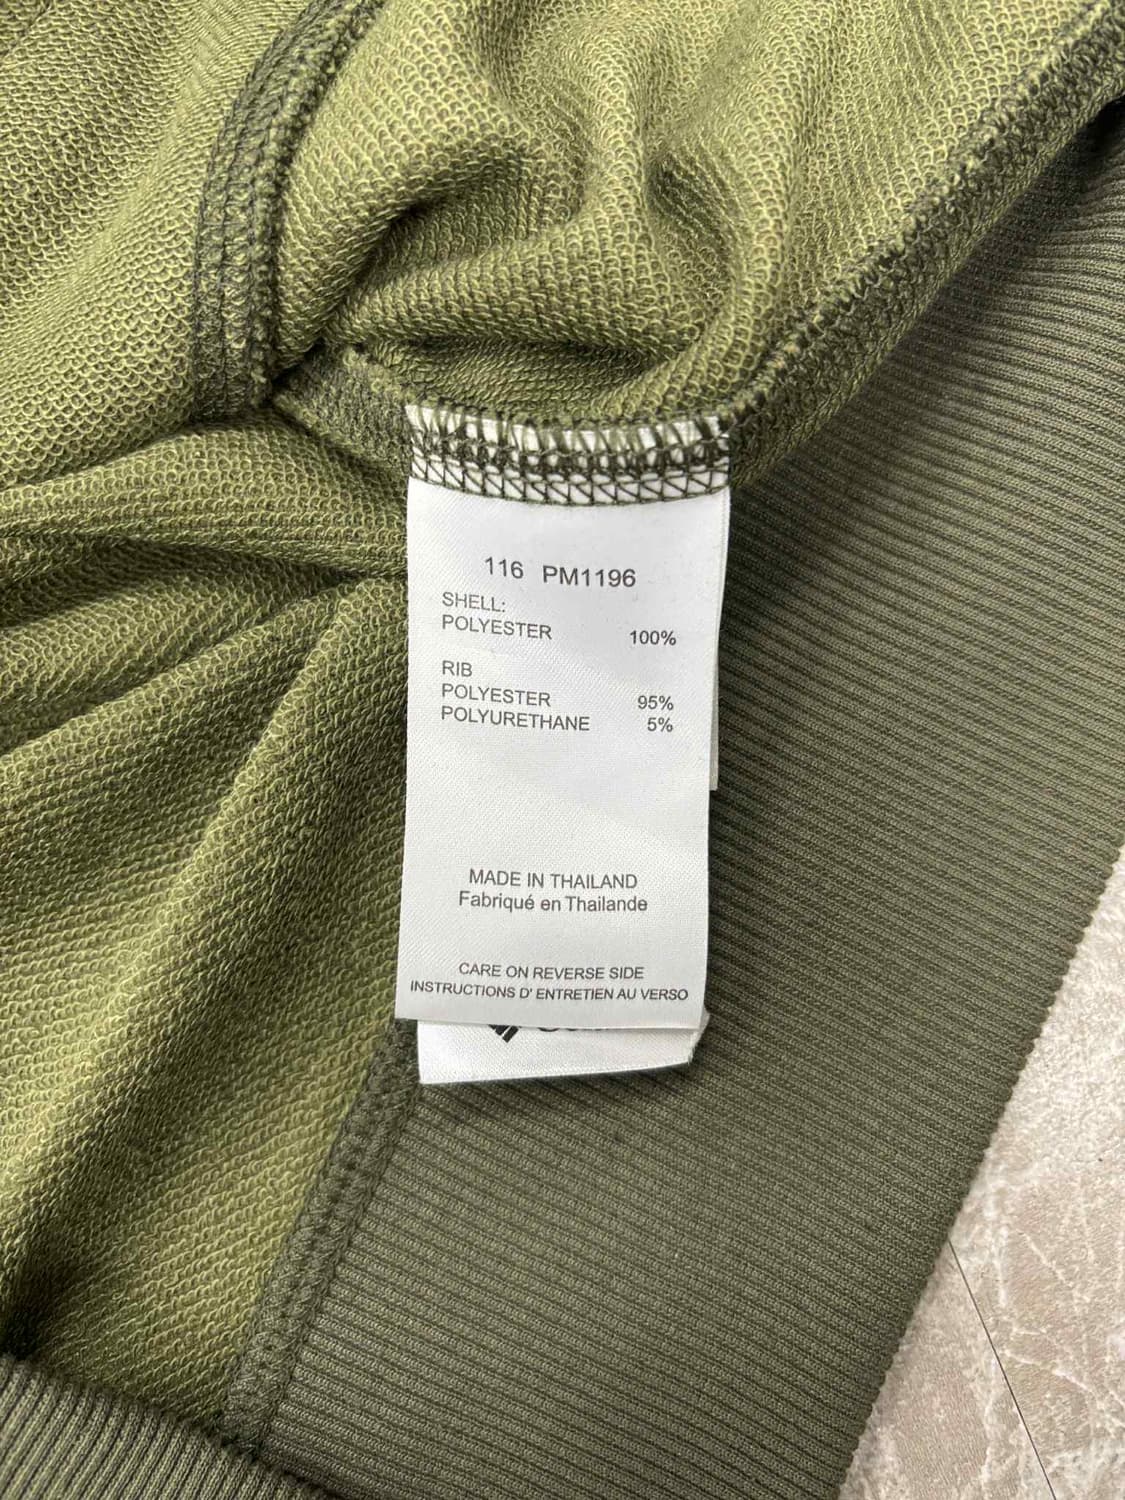 116 PM1196
SHELL:
POLYESTER 100%
RIB
POLYESTER 95%
POLYURETHANE 5%
MADE IN THAILAND
Fabriqué en Thailande
CARE ON REVERSE SIDE
INSTRUCTIONS D' ENTRETIEN AU VERSO